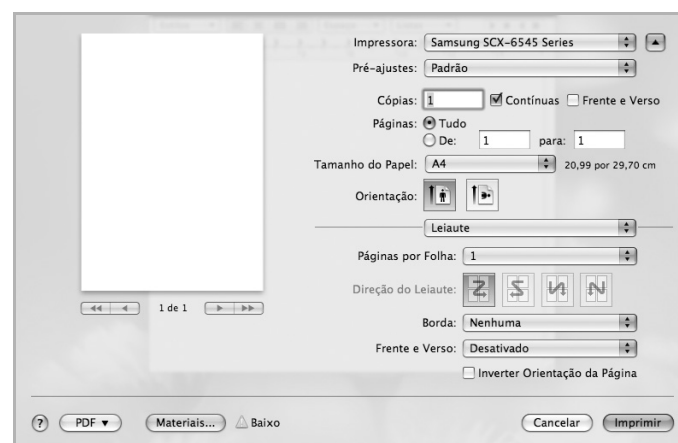 Impressora: Samsung SCX-6545 Series
Pré-ajustes: Padrão
Cópias: 1 Contínuas Frente e Verso
Páginas: Tudo
De: 1 para: 1
Tamanho do Papel: A4 20,99 por 29,70 cm
Orientação:
Leiaute
Páginas por Folha: 1
Direção do Leiaute:
1 de 1
Borda: Nenhuma
Frente e Verso: Desativado
Inverter Orientação da Página
? PDF Materiais... Baixo Cancelar Imprimir